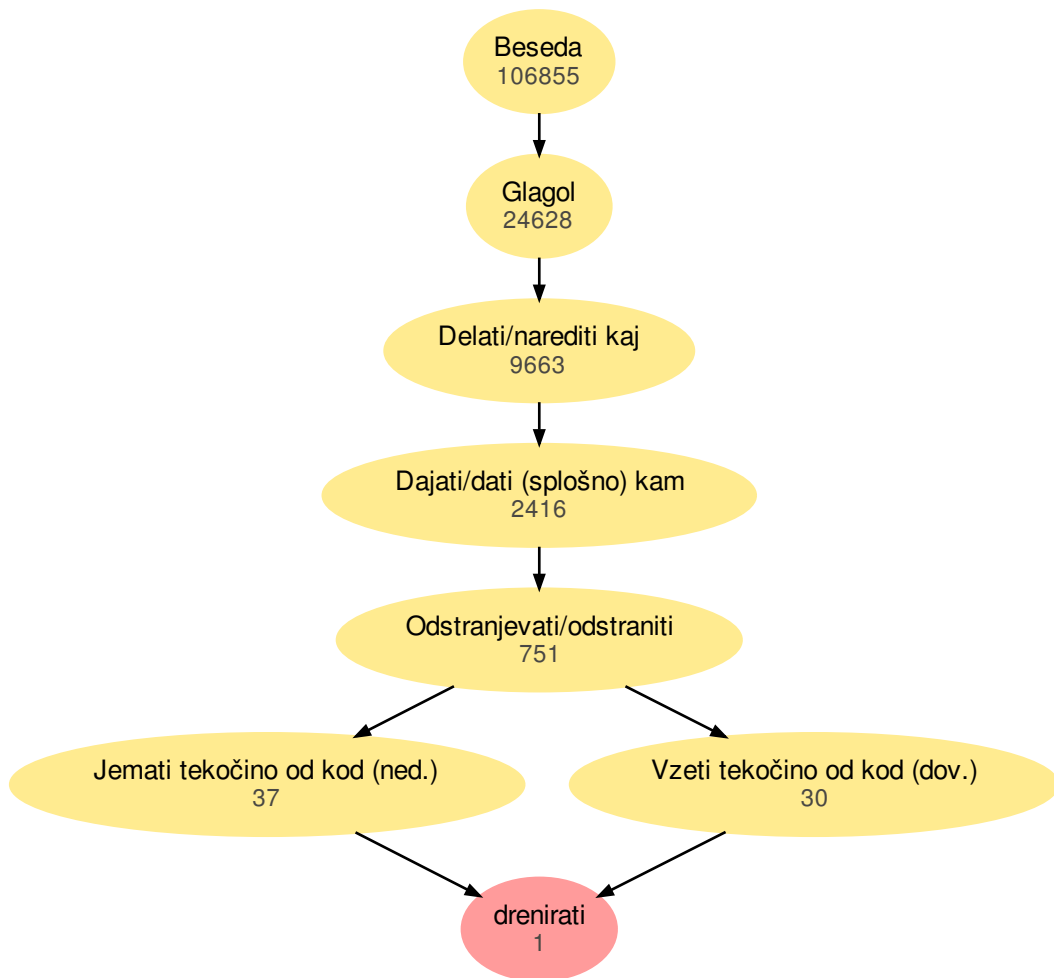 Beseda
106855
Glagol
24628
Delati/narediti kaj
9663
Dajati/dati (splošno) kam
2416
Odstranjevati/odstraniti
751
Jemati tekočino od kod (ned.)
37
Vzeti tekočino od kod (dov.)
30
drenirati
1